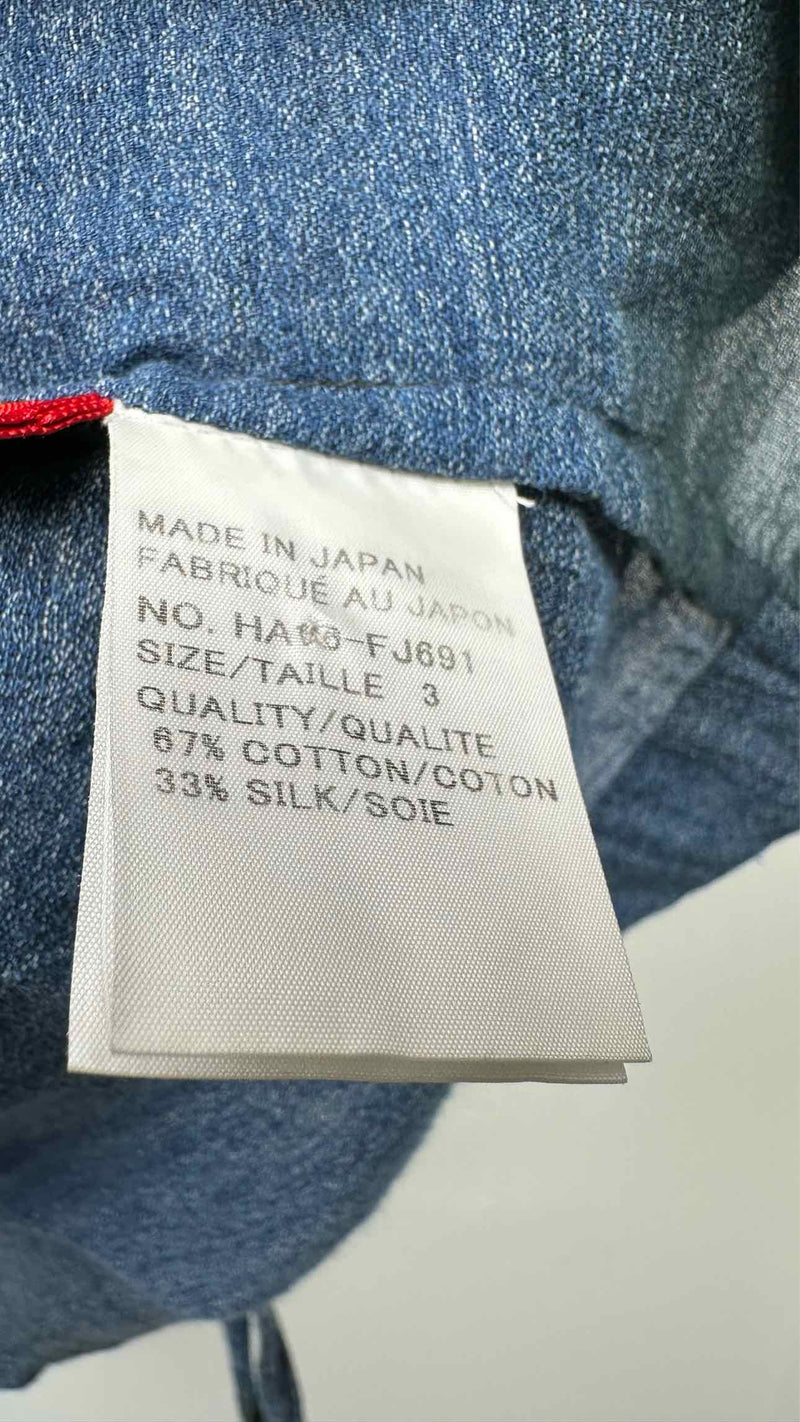 MADE IN JAPAN
FABRIQUÉ AU JAPON
NO.
SIZE/TAILLE 3
QUALITY/QUALITE
67% COTTON/COTON
33% SILK/SOIE